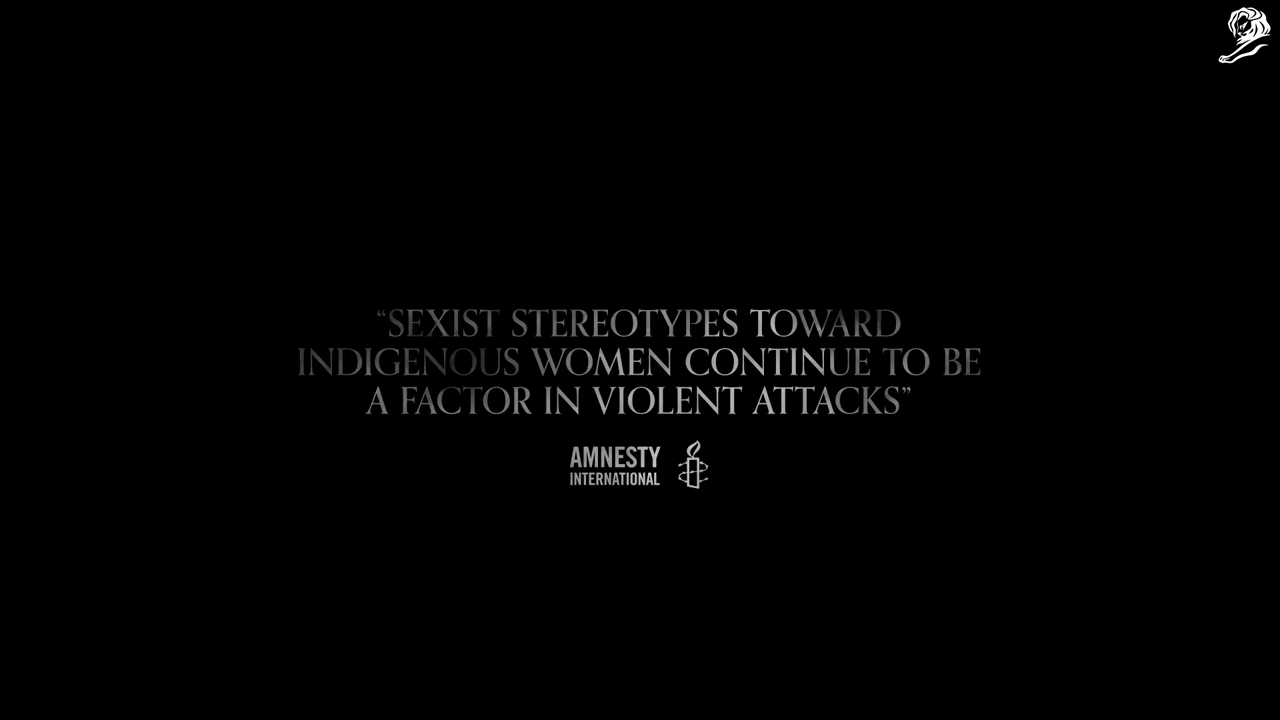 “SEXIST STEREOTYPES TOWARD
INDIGENOUS WOMEN CONTINUE TO BE
A FACTOR IN VIOLENT ATTACKS”
AMNESTY
INTERNATIONAL